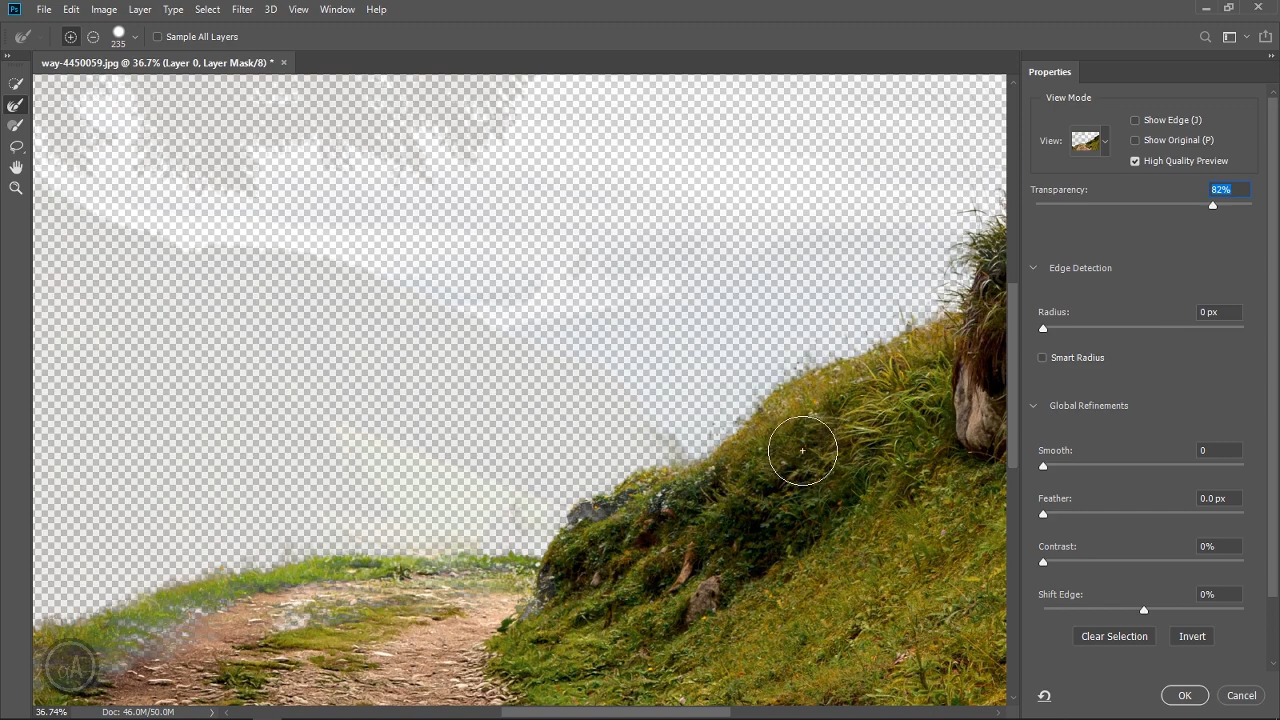 Ps File Edit Image Layer Type Select Filter 3D View Window Help
235 Sample All Layers
way-4450059.jpg @ 36.7% (Layer 0, Layer Mask/8) *
Properties
View Mode
Show Edge (J)
View: Show Original (P)
High Quality Preview
Transparency: 82%
Edge Detection
Radius: 0 px
Smart Radius
Global Refinements
Smooth: 0
Feather: 0.0 px
Contrast: 0%
Shift Edge: 0%
Clear Selection Invert
OK Cancel
36.74% Doc: 46.0M/50.0M